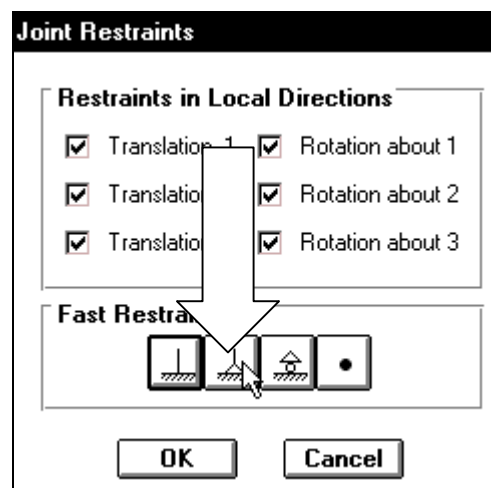 Joint Restraints
Restraints in Local Directions
Translation 1 Rotation about 1
Translatio Rotation about 2
Translatio Rotation about 3
Fast Restra
OK Cancel